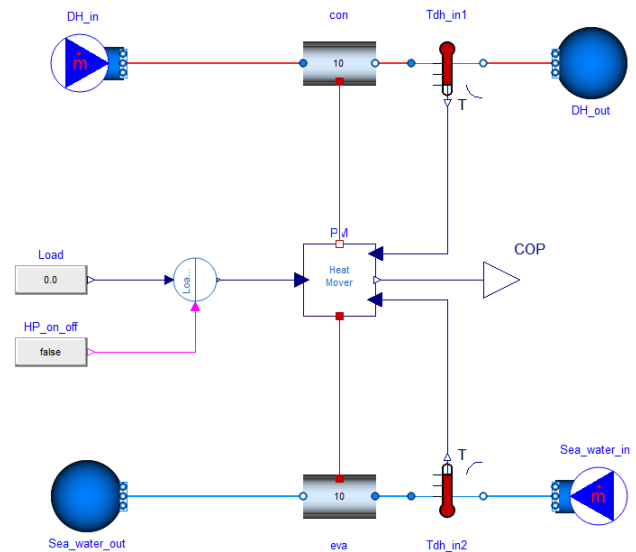 DH_in
con
Tdh_in1
ṁ
10
T
DH_out
PM
COP
Load
Heat
Mover
0.0
Loa...
HP_on_off
false
T
Sea_water_in
10
ṁ
Sea_water_out
eva
Tdh_in2